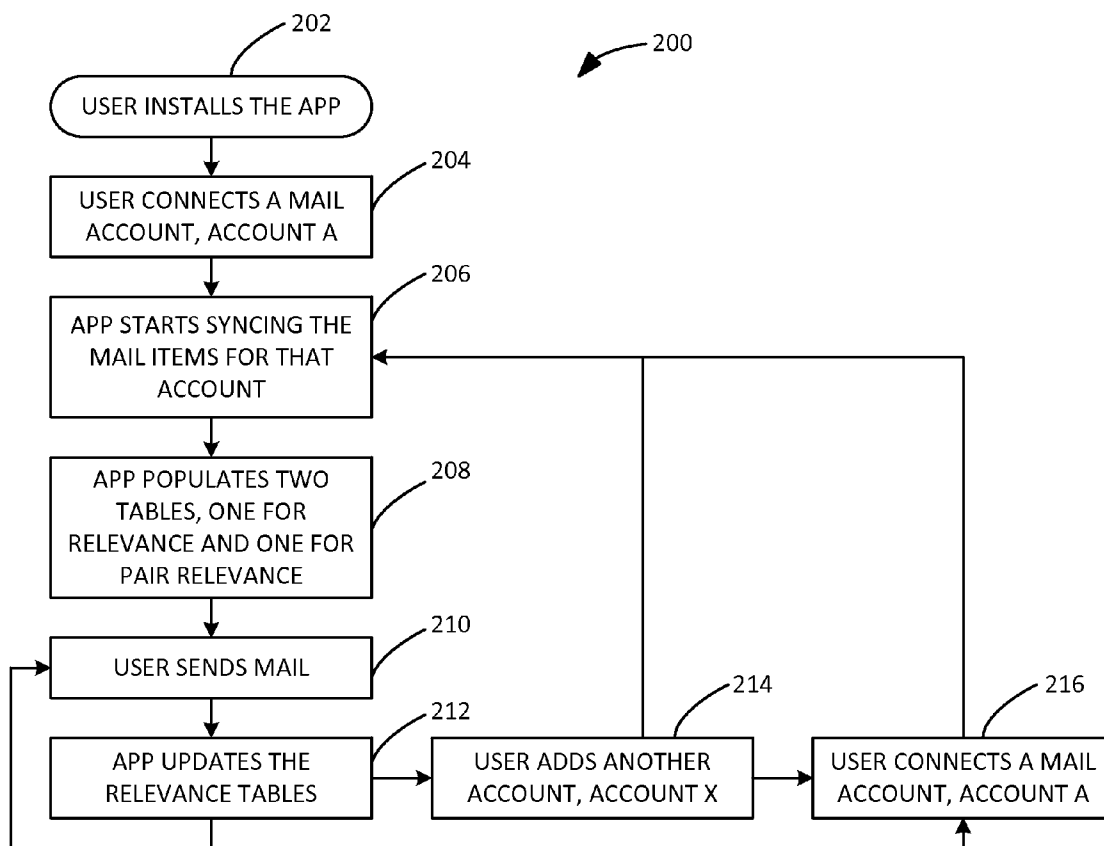 202
200
USER INSTALLS THE APP
204
USER CONNECTS A MAIL
ACCOUNT, ACCOUNT A
206
APP STARTS SYNCING THE
MAIL ITEMS FOR THAT
ACCOUNT
208
APP POPULATES TWO
TABLES, ONE FOR
RELEVANCE AND ONE FOR
PAIR RELEVANCE
210
USER SENDS MAIL
212
APP UPDATES THE
RELEVANCE TABLES
214
USER ADDS ANOTHER
ACCOUNT, ACCOUNT X
216
USER CONNECTS A MAIL
ACCOUNT, ACCOUNT A